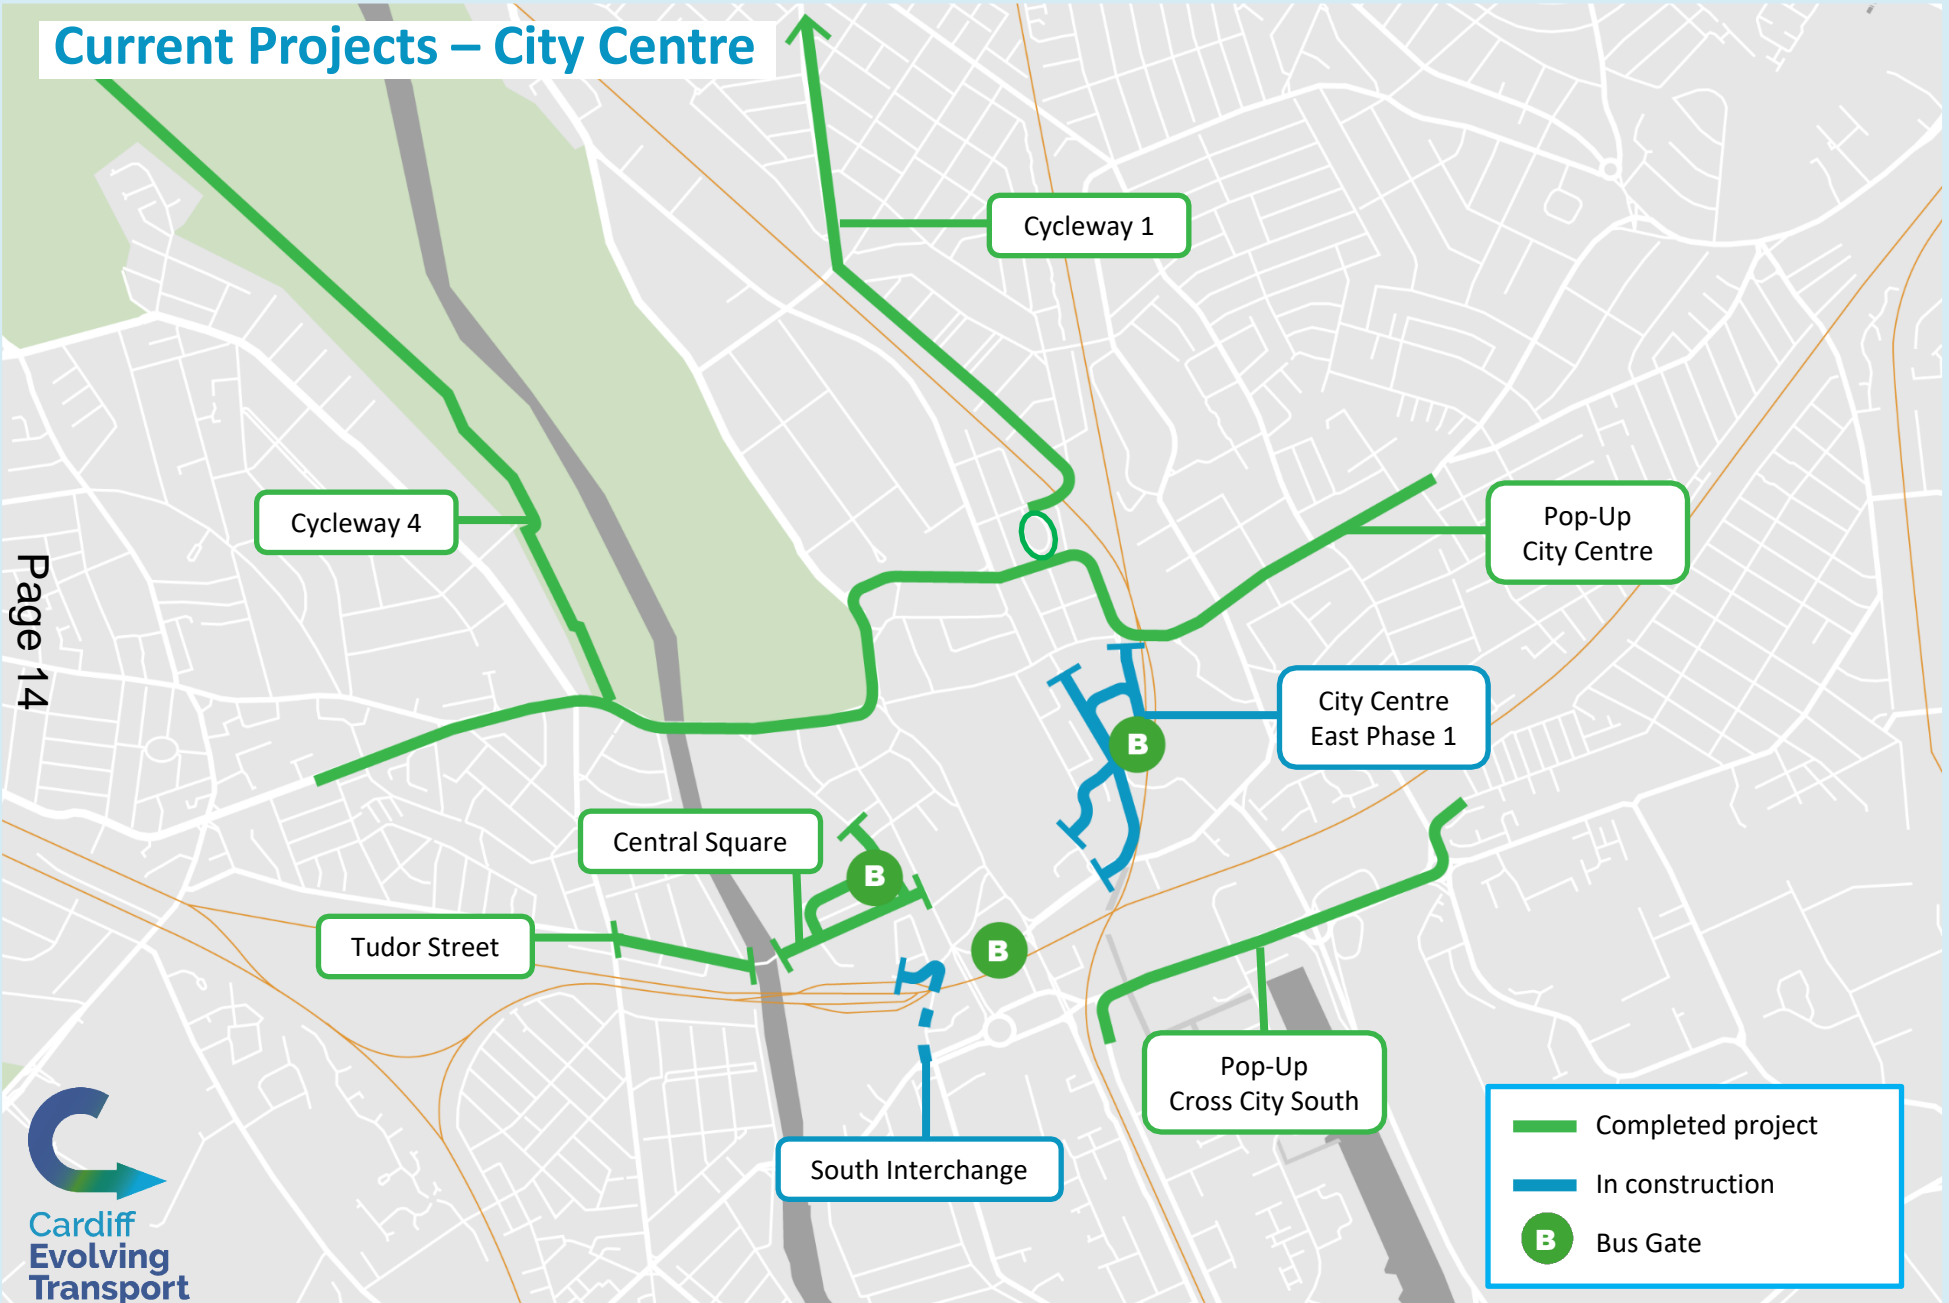 Current Projects – City Centre
Cycleway 1
Cycleway 4
Pop-Up
City Centre
Page 14
City Centre
East Phase 1
B
Central Square
B
Tudor Street
B
Pop-Up
Cross City South
South Interchange
Completed project
In construction
B
Bus Gate
Cardiff
Evolving
Transport